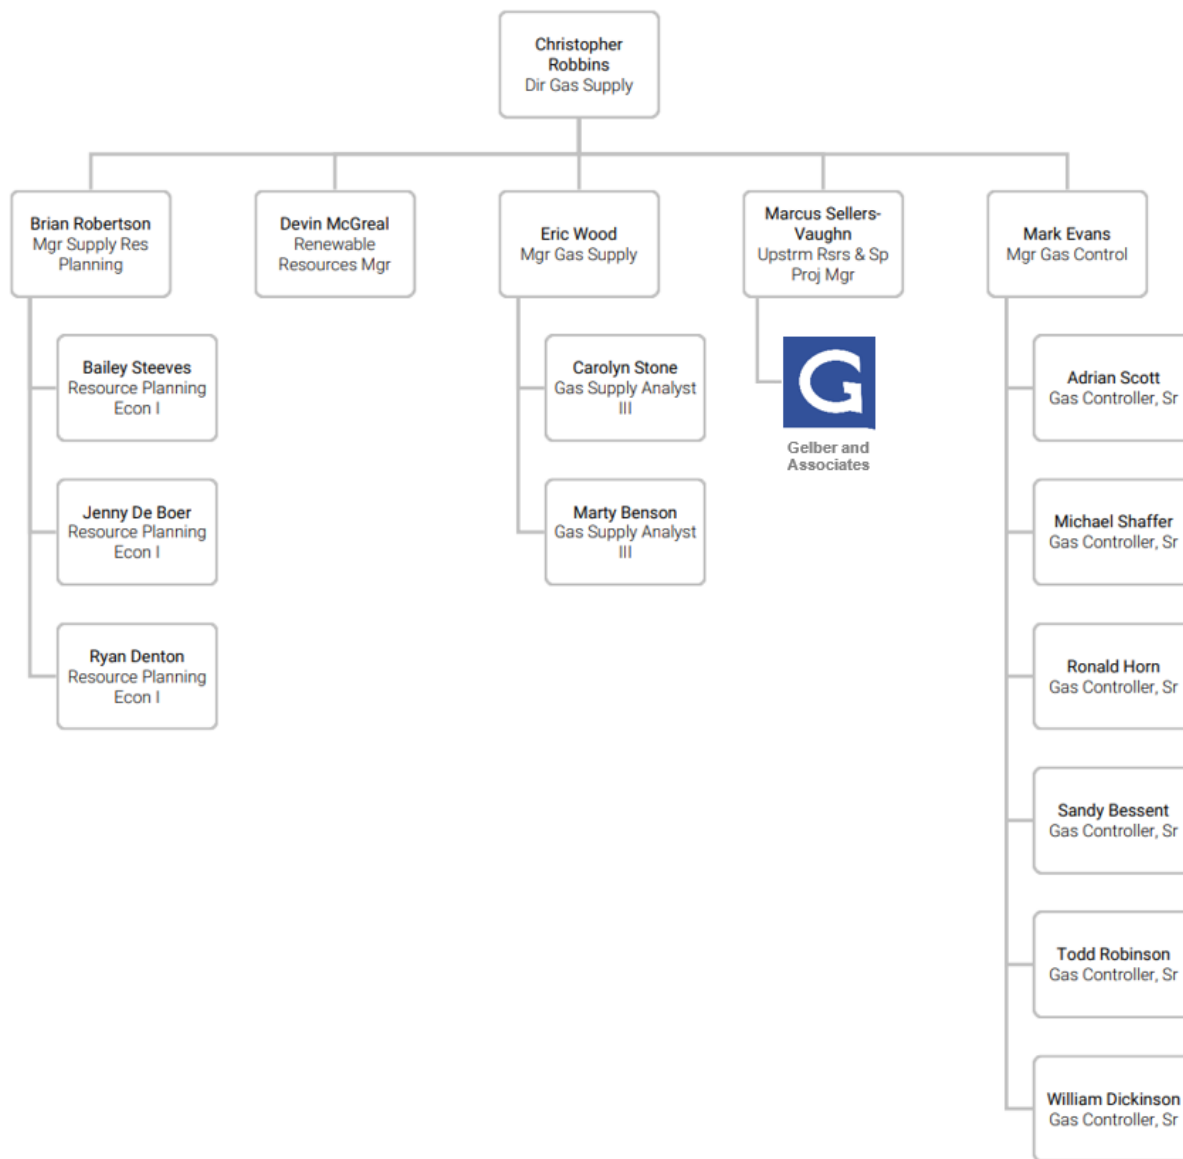 Christopher
Robbins
Dir Gas Supply
Brian Robertson
Mgr Supply Res
Planning
Devin McGreal
Renewable
Resources Mgr
Eric Wood
Mgr Gas Supply
Marcus Sellers-
Vaughn
Upstrm Rsrs & Sp
Proj Mgr
Mark Evans
Mgr Gas Control
Bailey Steeves
Resource Planning
Econ I
Jenny De Boer
Resource Planning
Econ I
Ryan Denton
Resource Planning
Econ I
Carolyn Stone
Gas Supply Analyst
III
Marty Benson
Gas Supply Analyst
III
G
Gelber and
Associates
Adrian Scott
Gas Controller, Sr
Michael Shaffer
Gas Controller, Sr
Ronald Horn
Gas Controller, Sr
Sandy Bessent
Gas Controller, Sr
Todd Robinson
Gas Controller, Sr
William Dickinson
Gas Controller, Sr